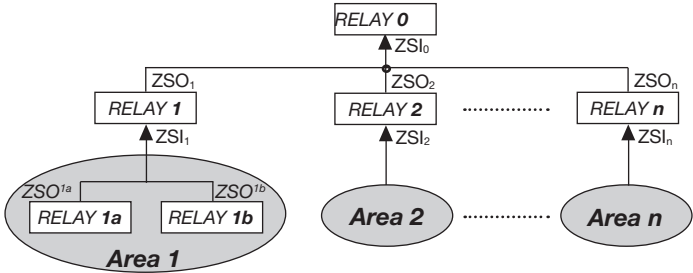 RELAY 0
ZSI₀
ZSO₁ ZSO₂ ZSOₙ
RELAY 1 RELAY 2 RELAY n
ZSI₁ ZSI₂ ZSIₙ
ZSO¹ᵃ ZSO¹ᵇ
RELAY 1a RELAY 1b Area 2 Area n
Area 1